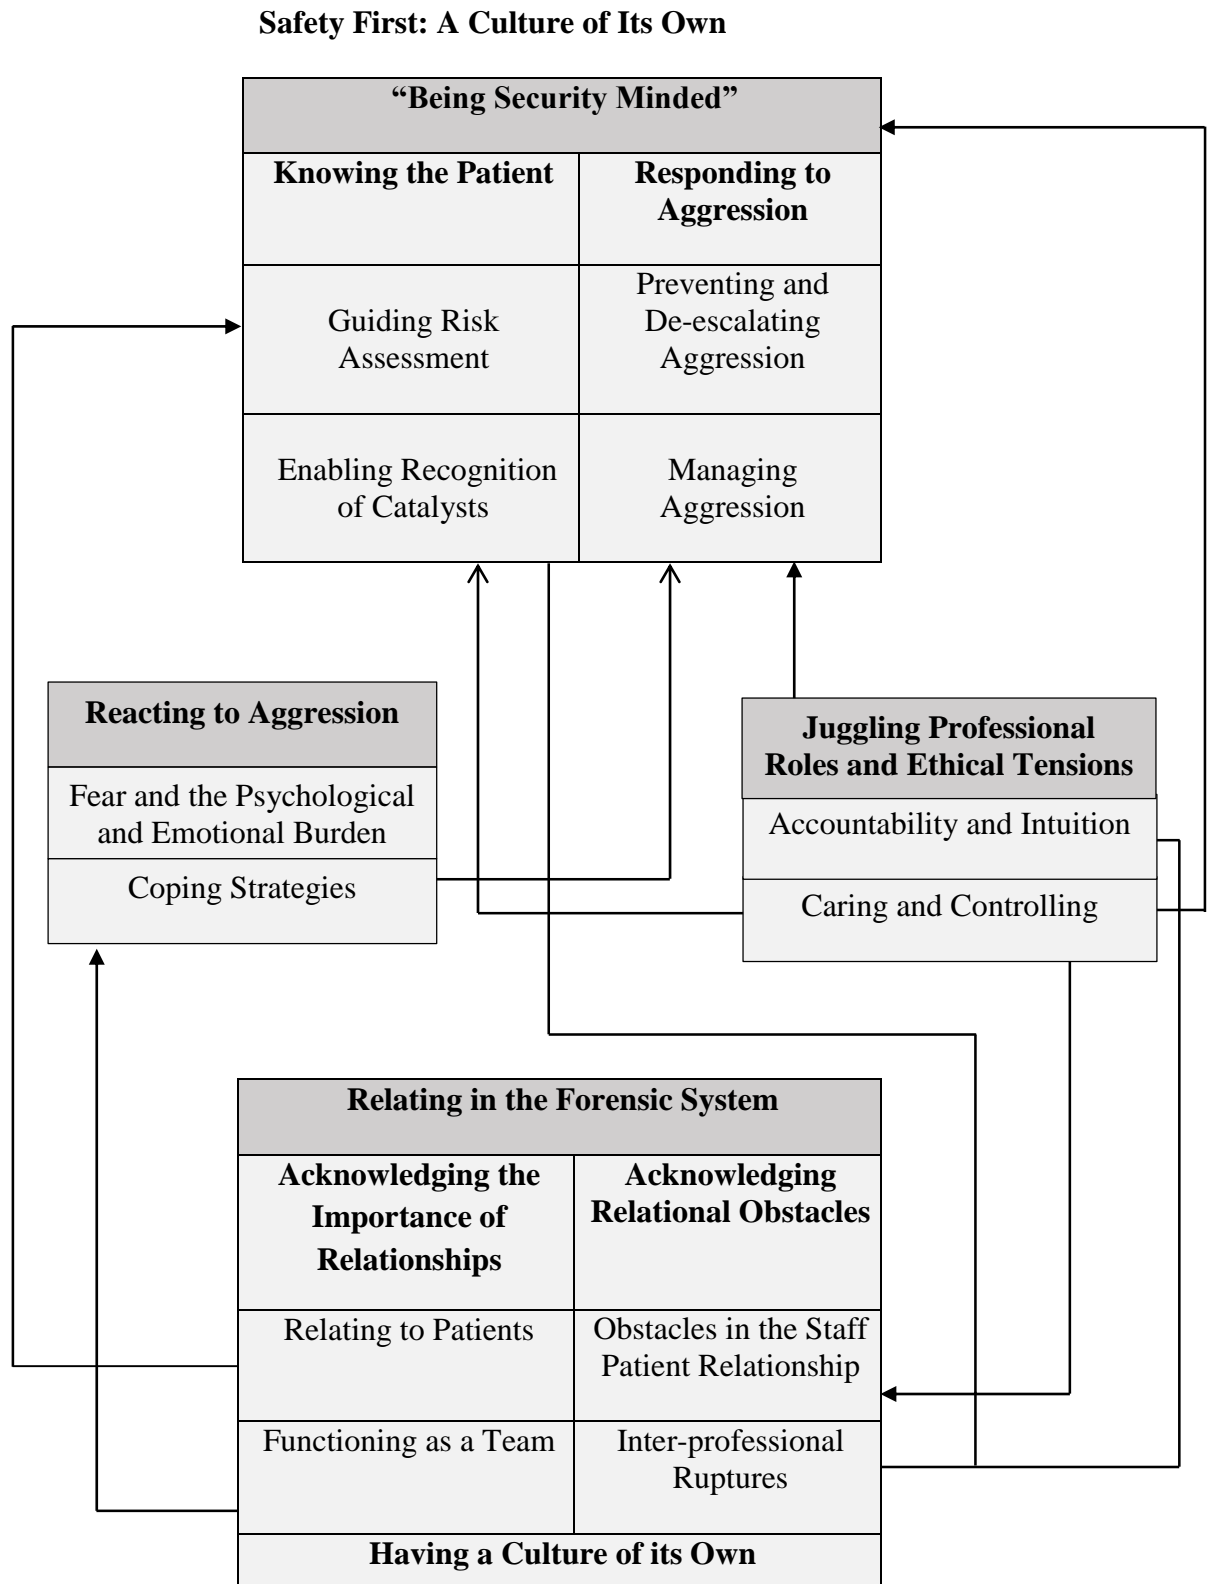 Safety First: A Culture of Its Own
“Being Security Minded”
Knowing the Patient
Responding to
Aggression
Guiding Risk
Assessment
Preventing and
De-escalating
Aggression
Enabling Recognition
of Catalysts
Managing
Aggression
Reacting to Aggression
Fear and the Psychological
and Emotional Burden
Coping Strategies
Juggling Professional
Roles and Ethical Tensions
Accountability and Intuition
Caring and Controlling
Relating in the Forensic System
Acknowledging the
Importance of
Relationships
Acknowledging
Relational Obstacles
Relating to Patients
Obstacles in the Staff
Patient Relationship
Functioning as a Team
Inter-professional
Ruptures
Having a Culture of its Own